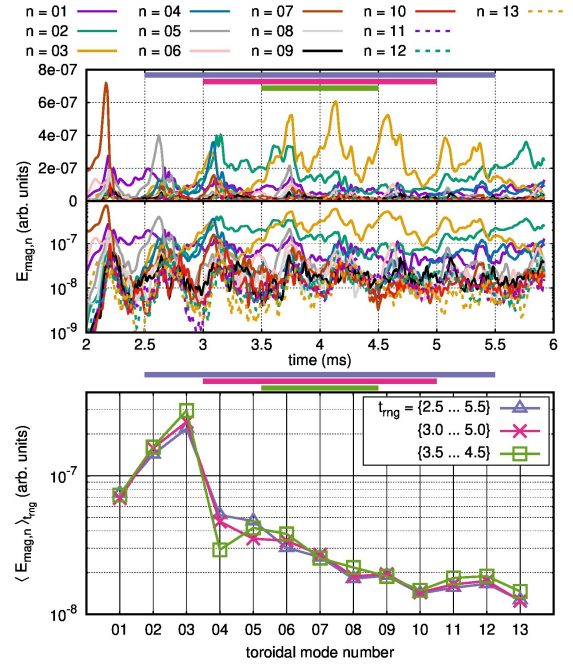 n = 01 n = 04 n = 07 n = 10 n = 13
n = 02 n = 05 n = 08 n = 11
n = 03 n = 06 n = 09 n = 12
8e-07
6e-07
4e-07
2e-07
0
E_mag,n (arb. units)
10^-7
10^-8
10^-9
2 2.5 3 3.5 4 4.5 5 5.5 6
time (ms)
t_rng = {2.5 ... 5.5}
{3.0 ... 5.0}
{3.5 ... 4.5}
⟨ E_mag,n ⟩_t_rng (arb. units)
10^-7
10^-8
01 02 03 04 05 06 07 08 09 10 11 12 13
toroidal mode number